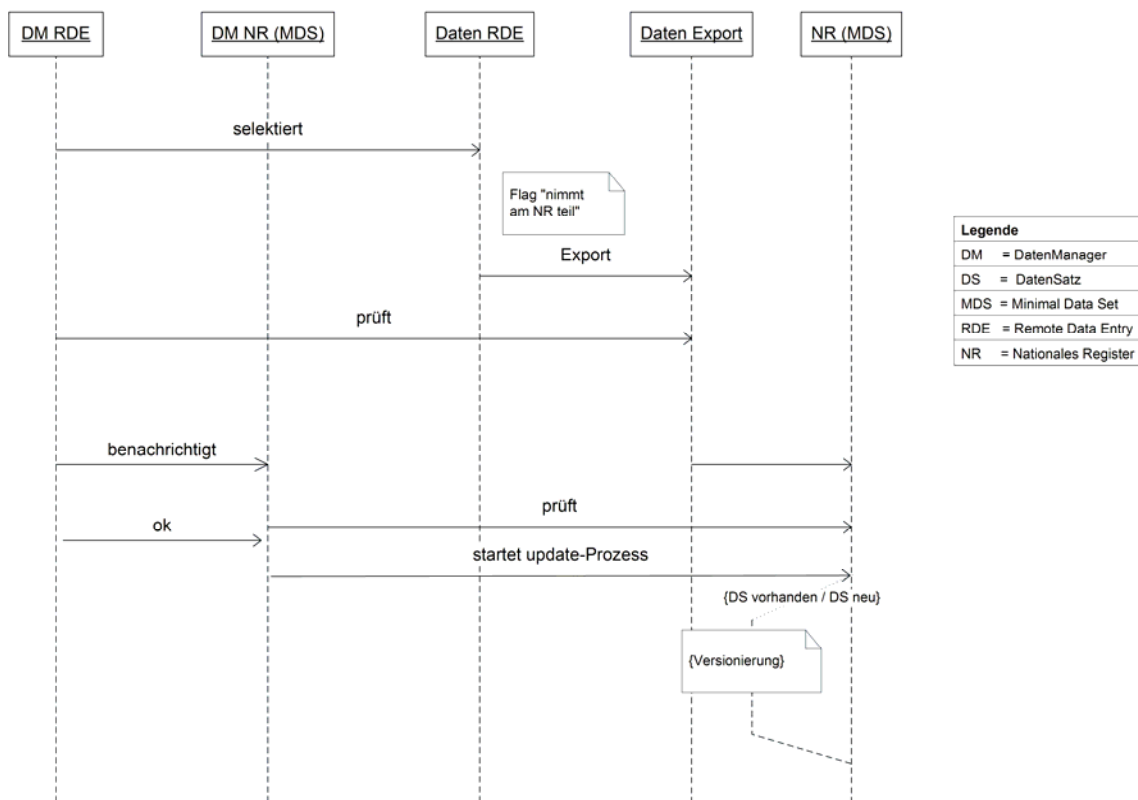 DM RDE
DM NR (MDS)
Daten RDE
Daten Export
NR (MDS)
selektiert
Flag "nimmt
am NR teil"
Export
prüft
benachrichtigt
prüft
ok
startet update-Prozess
{DS vorhanden / DS neu}
{Versionierung}
Legende
DM = DatenManager
DS = DatenSatz
MDS = Minimal Data Set
RDE = Remote Data Entry
NR = Nationales Register